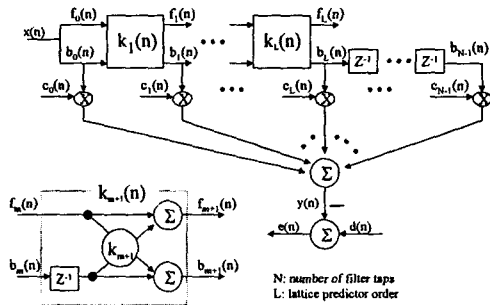 f₀(n) f₁(n) f_L(n)
x(n) k₁(n) k_L(n)
b₀(n) b₁(n) b_L(n) Z⁻¹ Z⁻¹ b_{N-1}(n)
c₀(n) X c₁(n) X c_L(n) X c_{N-1}(n) X
Σ
k_{m+1}(n)
y(n) —
f_m(n) Σ f_{m+1}(n)
e(n) Σ d(n)
k_{m+1}
b_m(n) Z⁻¹ Σ b_{m+1}(n)
N: number of filter taps
L: lattice predictor order